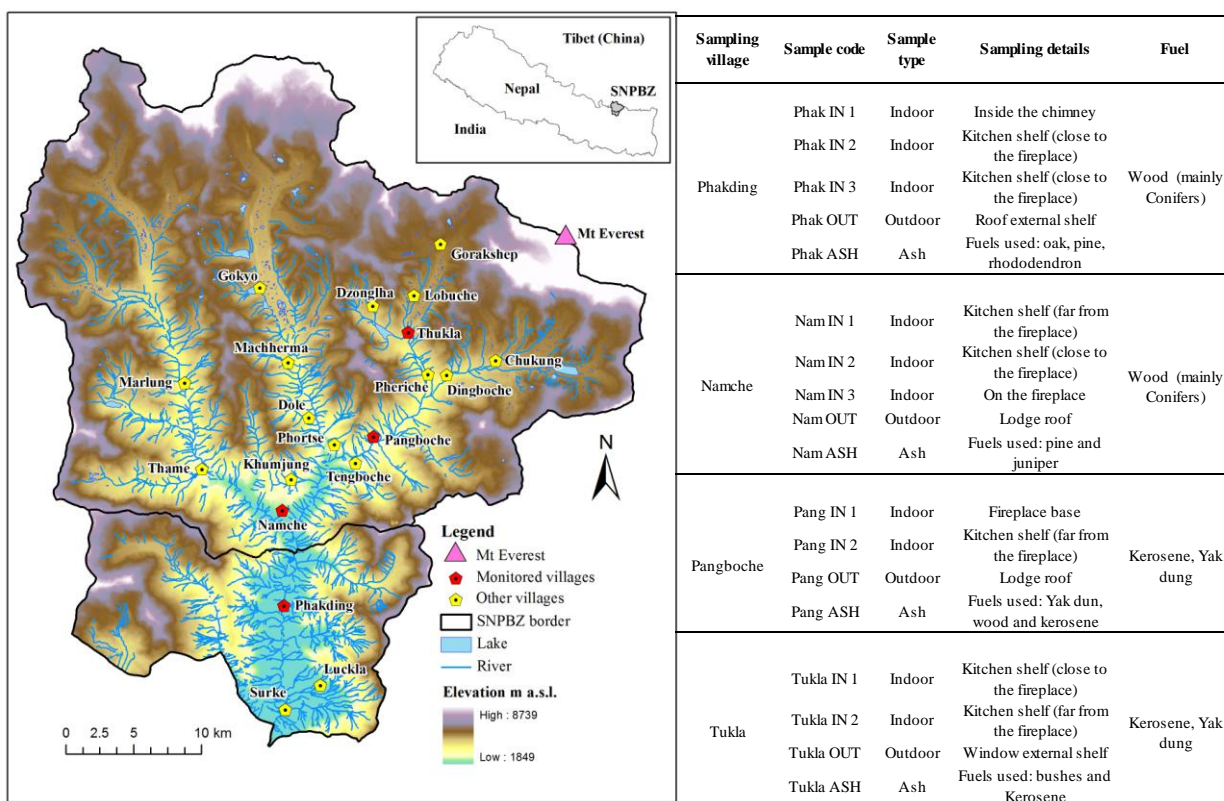 Tibet (China)
Nepal
SNPBZ
India
Mt Everest
Gorakshep
Gokyo
Dzonglha
Lobuche
Thukla
Machherma
Chukung
Marlung
Pheriche
Dingboche
Dole
Phortse
Pangboche
N
Thame
Khumjung
Tengboche
Namche
Legend
Mt Everest
Monitored villages
Other villages
SNPBZ border
Lake
River
Phakding
Luckla
Surke
Elevation m a.s.l.
High : 8739
Low : 1849
0 2 4 6 8 10 km
Sampling village Sample code Sample type Sampling details Fuel
Phakding
Phak IN 1 Indoor Inside the chimney
Phak IN 2 Indoor Kitchen shelf (close to
the fireplace)
Phak IN 3 Indoor Kitchen shelf (close to
the fireplace)
Phak OUT Outdoor Roof external shelf
Phak ASH Ash Fuels used: oak, pine,
rhododendron
Wood (mainly
Conifers)
Namche
Nam IN 1 Indoor Kitchen shelf (far from
the fireplace)
Nam IN 2 Indoor Kitchen shelf (close to
the fireplace)
Nam IN 3 Indoor On the fireplace
Nam OUT Outdoor Lodge roof
Nam ASH Ash Fuels used: pine and
juniper
Wood (mainly
Conifers)
Pangboche
Pang IN 1 Indoor Fireplace base
Pang IN 2 Indoor Kitchen shelf (far from
the fireplace)
Pang OUT Outdoor Lodge roof
Pang ASH Ash Fuels used: Yak dun,
wood and kerosene
Kerosene, Yak
dung
Tukla
Tukla IN 1 Indoor Kitchen shelf (close to
the fireplace)
Tukla IN 2 Indoor Kitchen shelf (far from
the fireplace)
Tukla OUT Outdoor Window external shelf
Tukla ASH Ash Fuels used: bushes and
Kerosene
Kerosene, Yak
dung